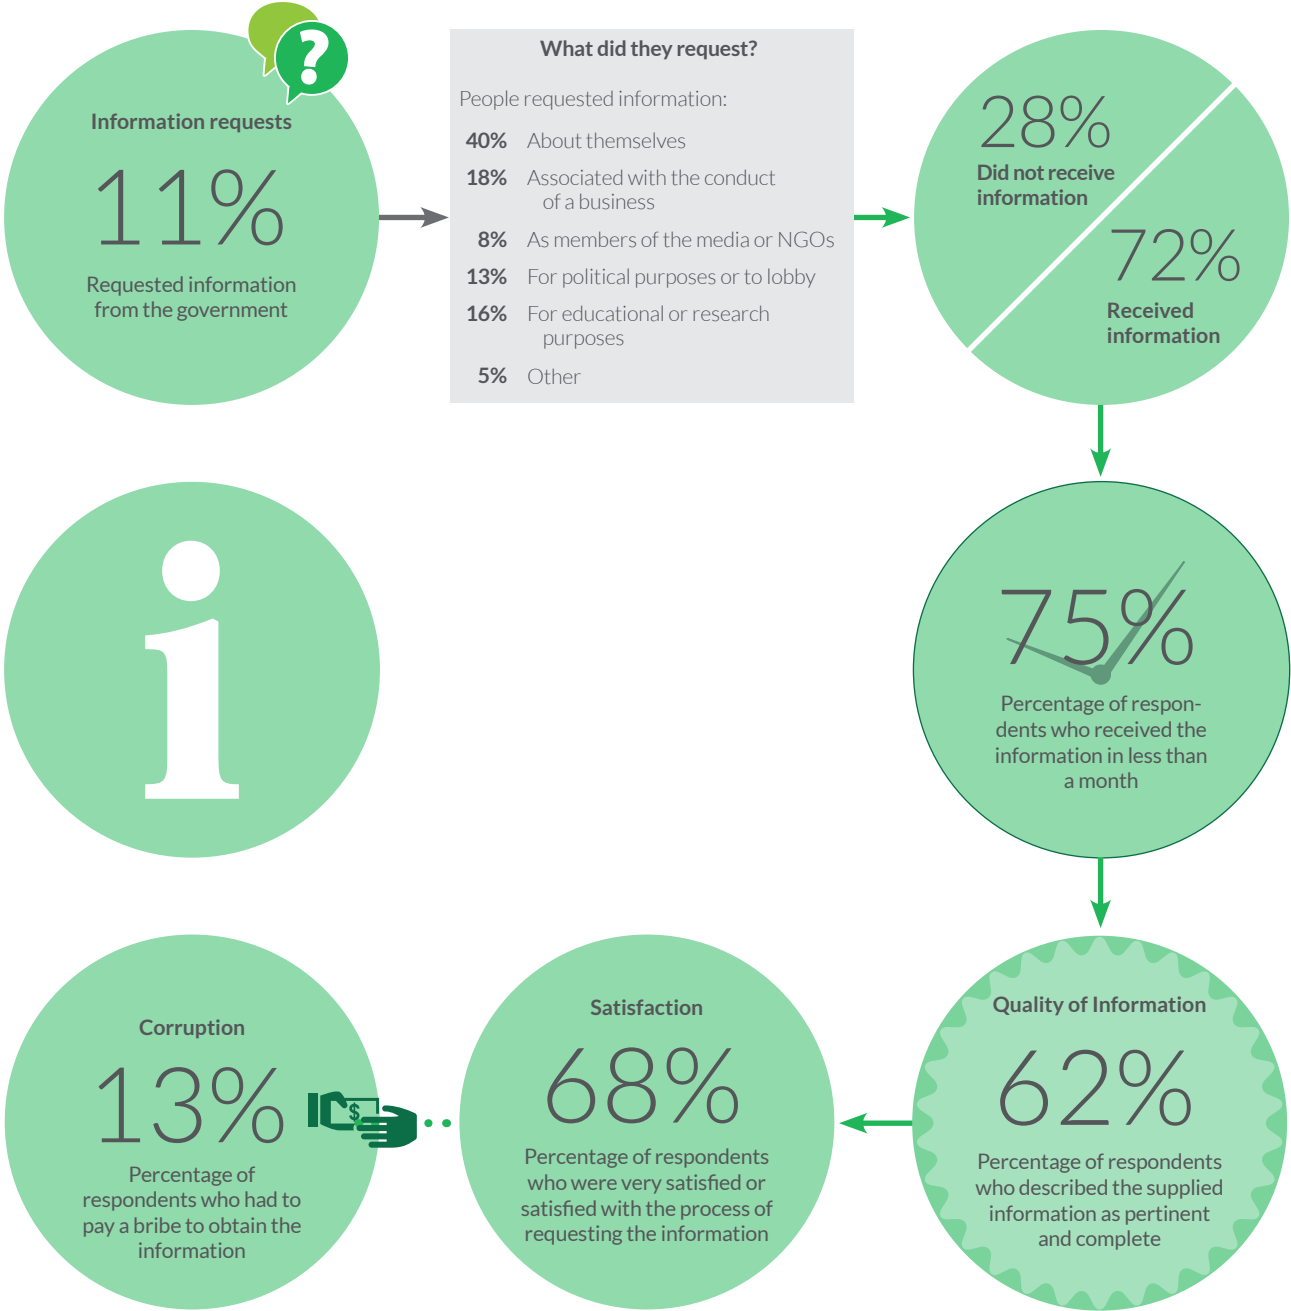 ?
Information requests
11%
Requested information
from the government
What did they request?
People requested information:
40% About themselves
18% Associated with the conduct
of a business
8% As members of the media or NGOs
13% For political purposes or to lobby
16% For educational or research
purposes
5% Other
28%
Did not receive
information
72%
Received
information
i
75%
Percentage of respon-
dents who received the
information in less than
a month
Quality of Information
62%
Percentage of respondents
who described the supplied
information as pertinent
and complete
Satisfaction
68%
Percentage of respondents
who were very satisfied or
satisfied with the process of
requesting the information
Corruption
13%
$
Percentage of
respondents who had to
pay a bribe to obtain the
information